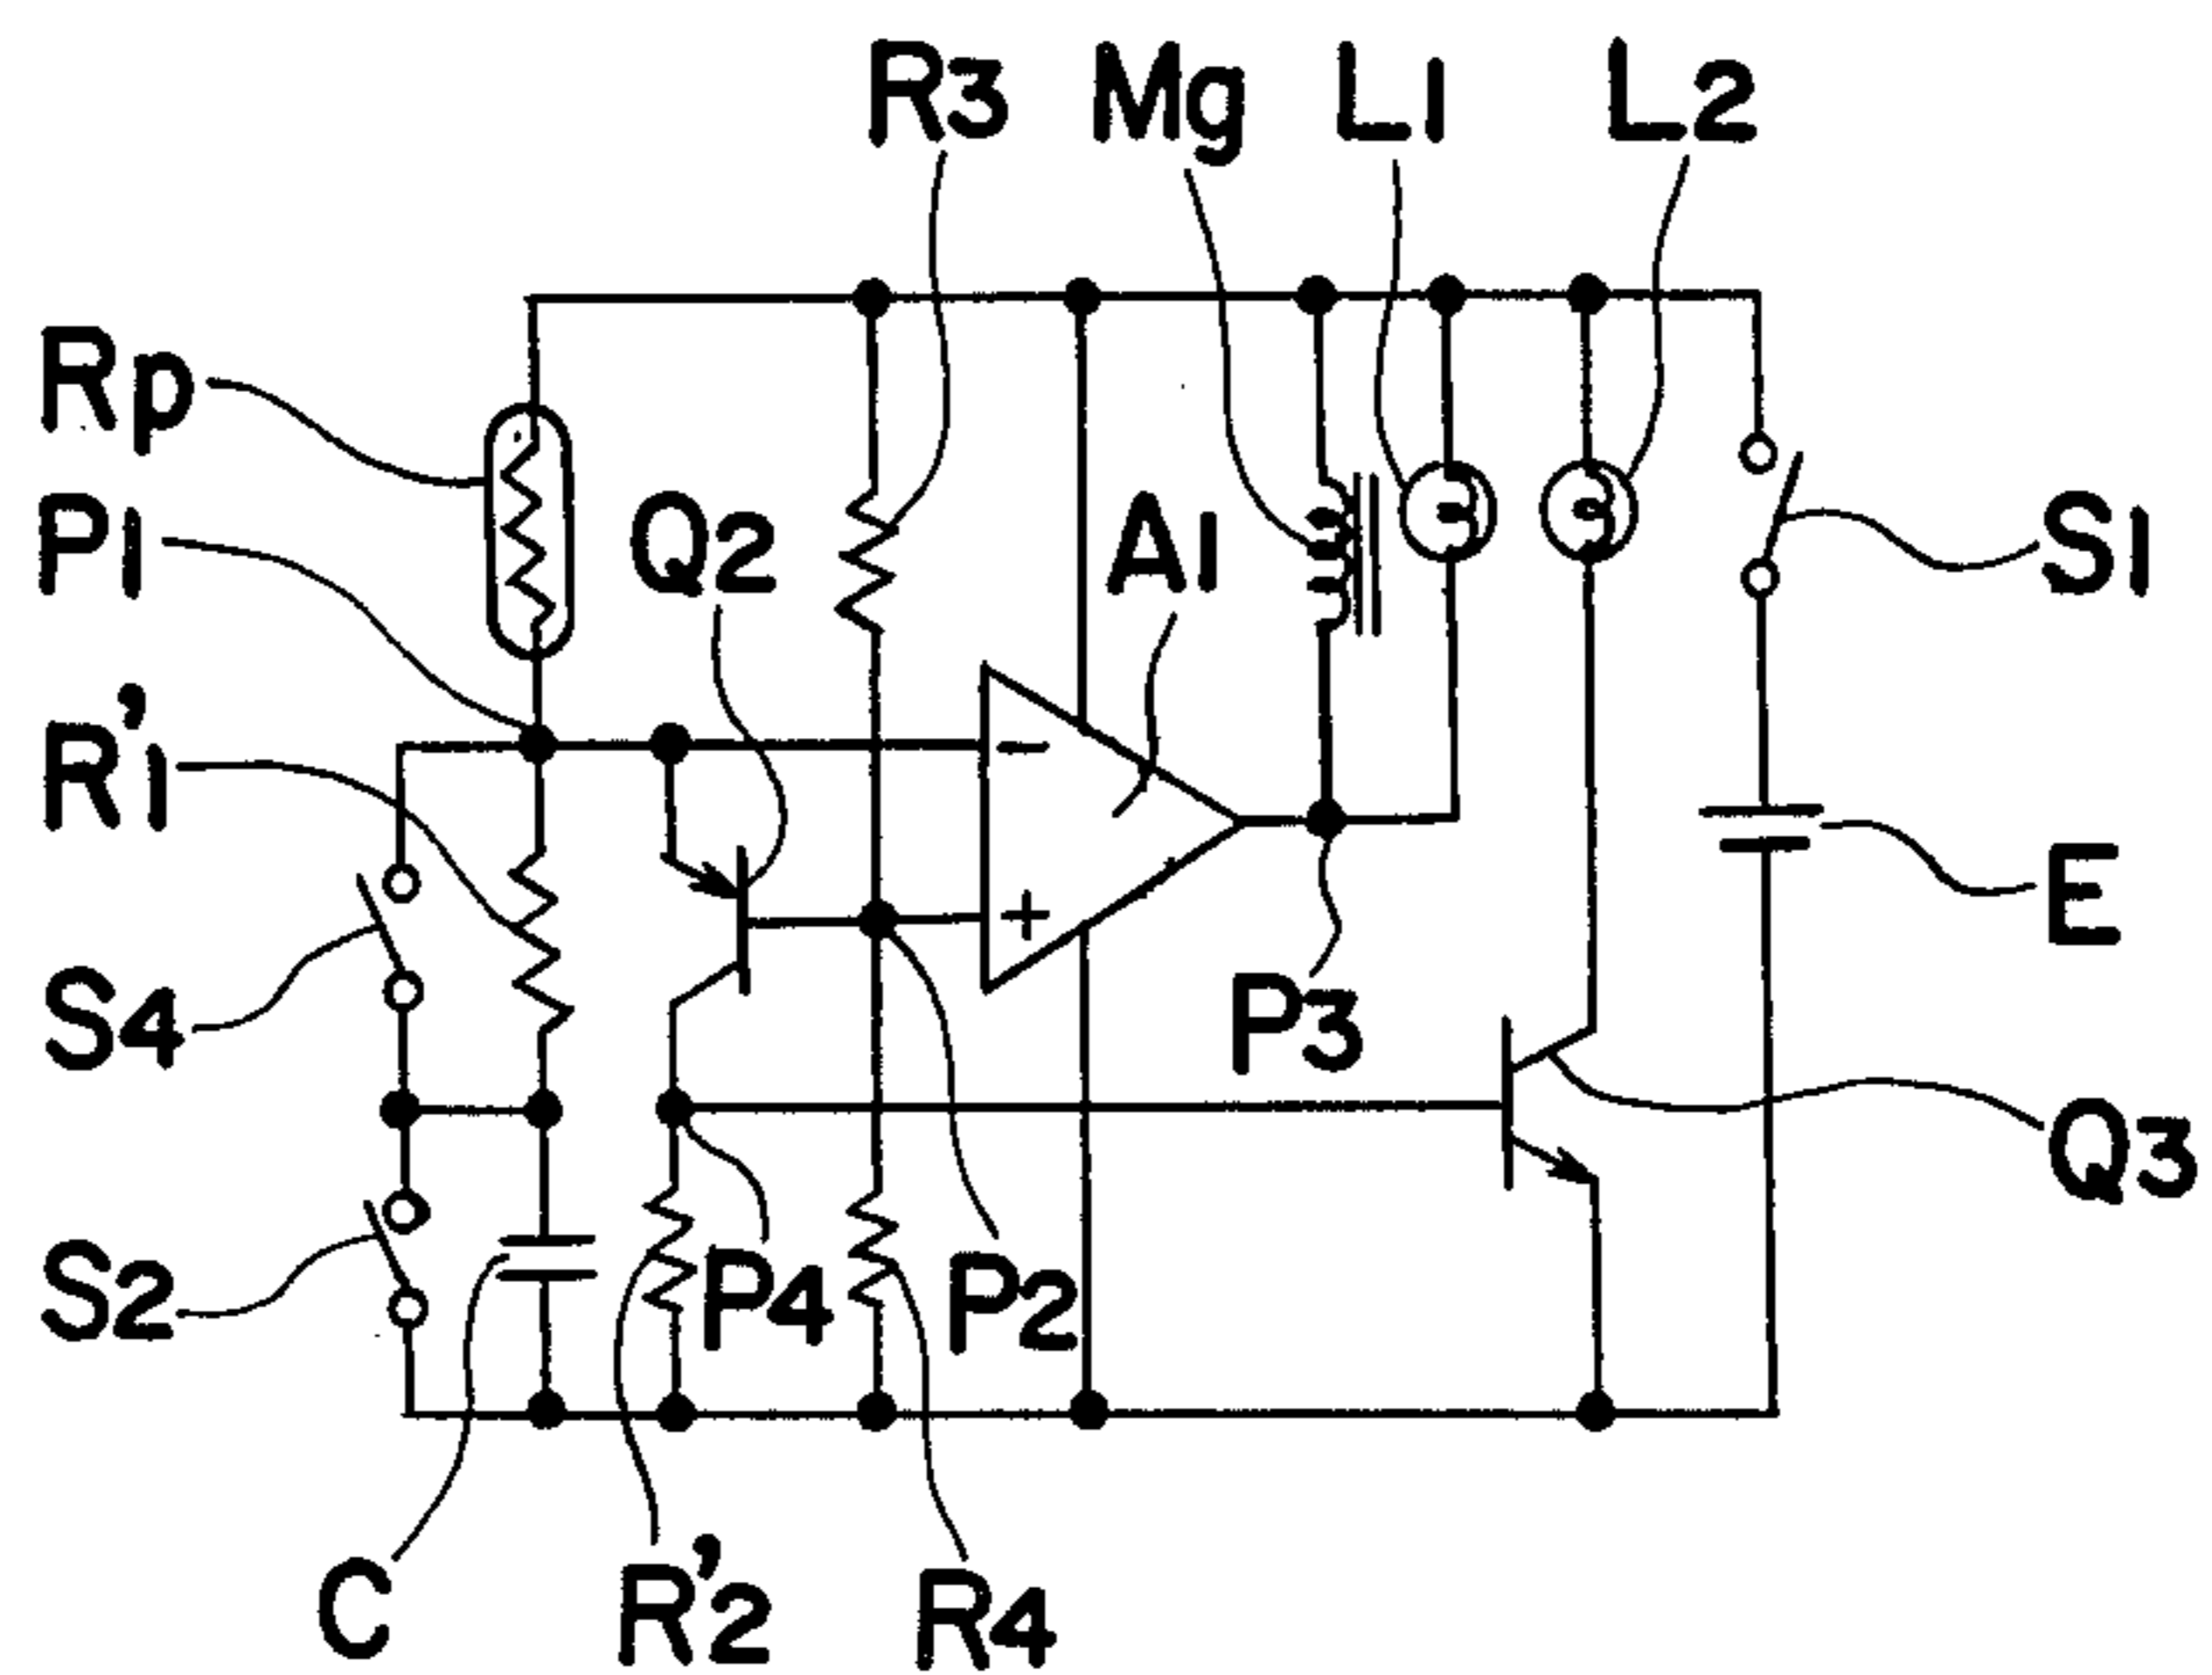 R3 Mg L1 L2
Rp
P1
Q2
A1
S1
R'1
-
E
+
S4
P3
Q3
S2
P4
P2
C
R'2
R4